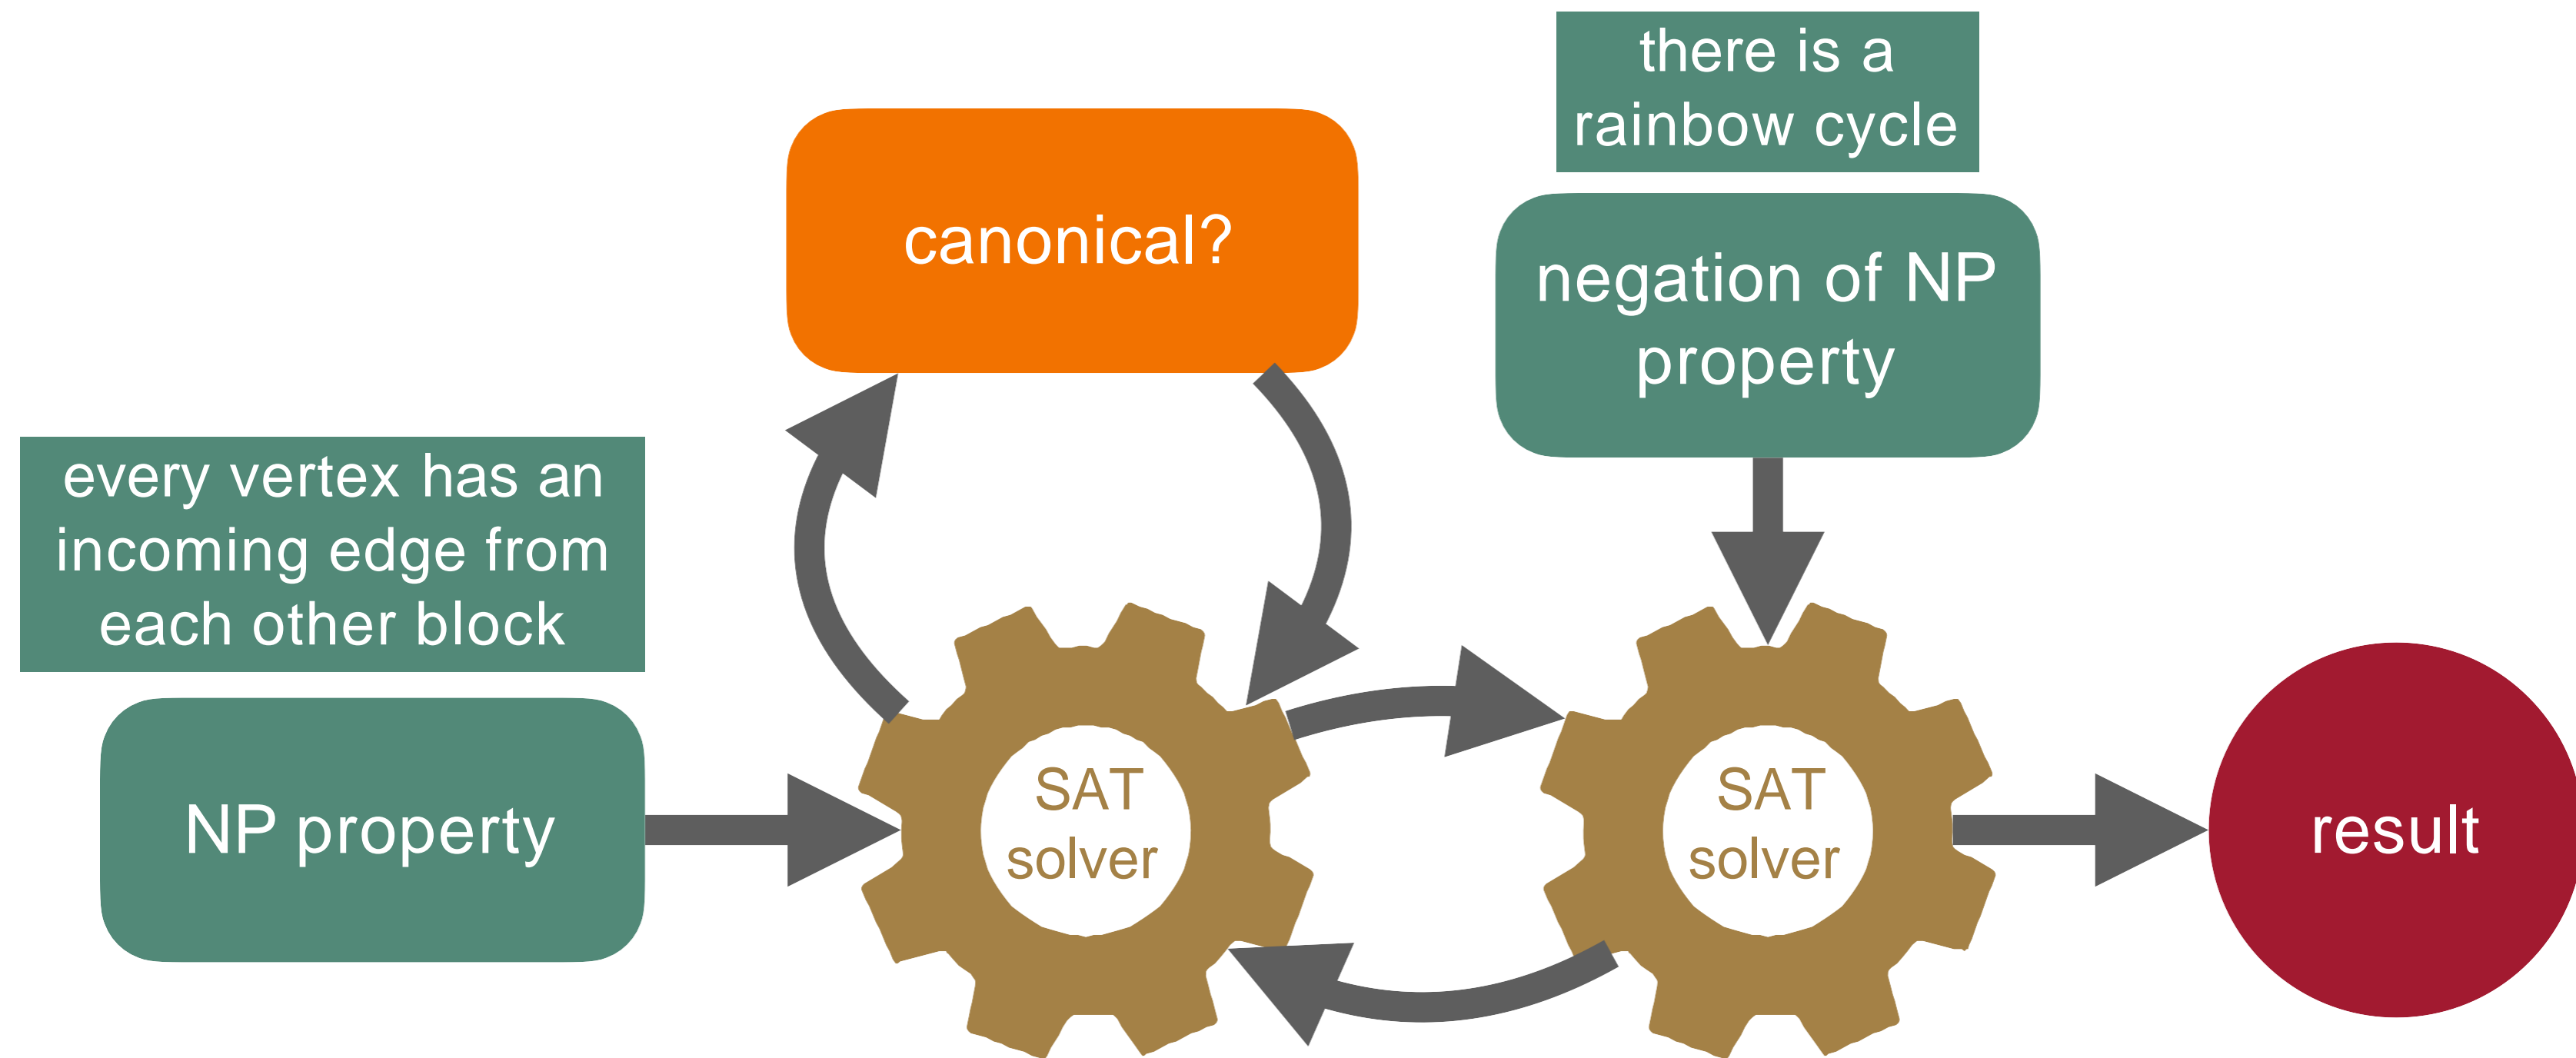 there is a
rainbow cycle
canonical?
negation of NP
property
every vertex has an
incoming edge from
each other block
NP property
SAT
solver
SAT
solver
result